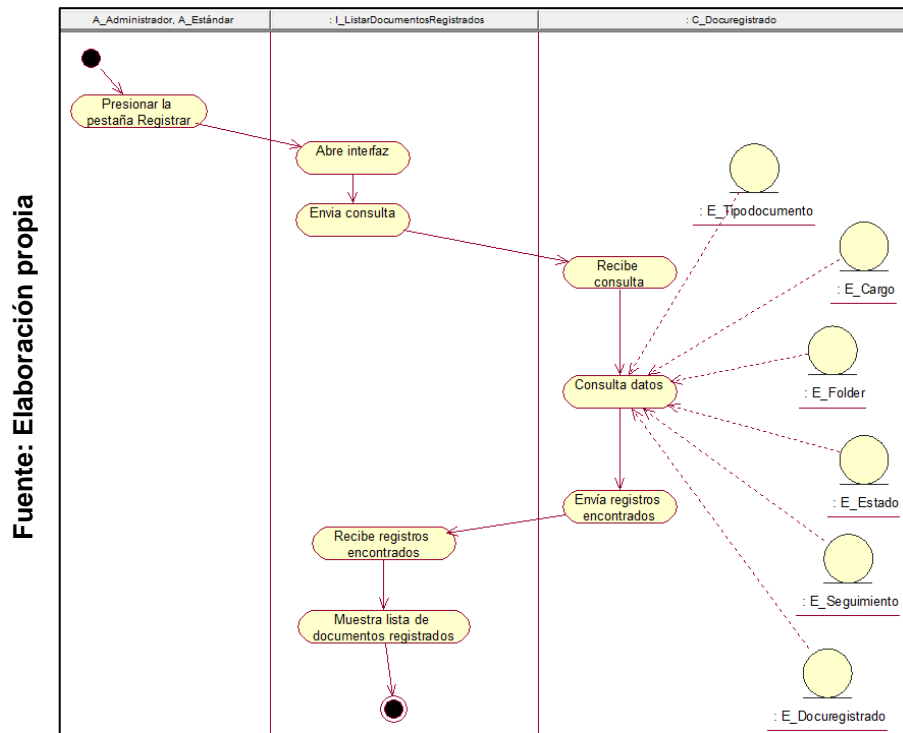 A_Administrador, A_Estándar
: I_ListarDocumentosRegistrados
: C_Docuregistrado
Presionar la
pestaña Registrar
Abre interfaz
Envia consulta
Recibe
consulta
Consulta datos
Envía registros
encontrados
Recibe registros
encontrados
Muestra lista de
documentos registrados
: E_Tipodocumento
: E_Cargo
: E_Folder
: E_Estado
: E_Seguimiento
: E_Docuregistrado
Fuente: Elaboración propia